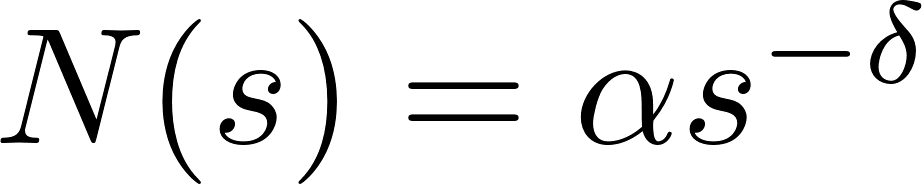 N(s) = αs^{-δ}